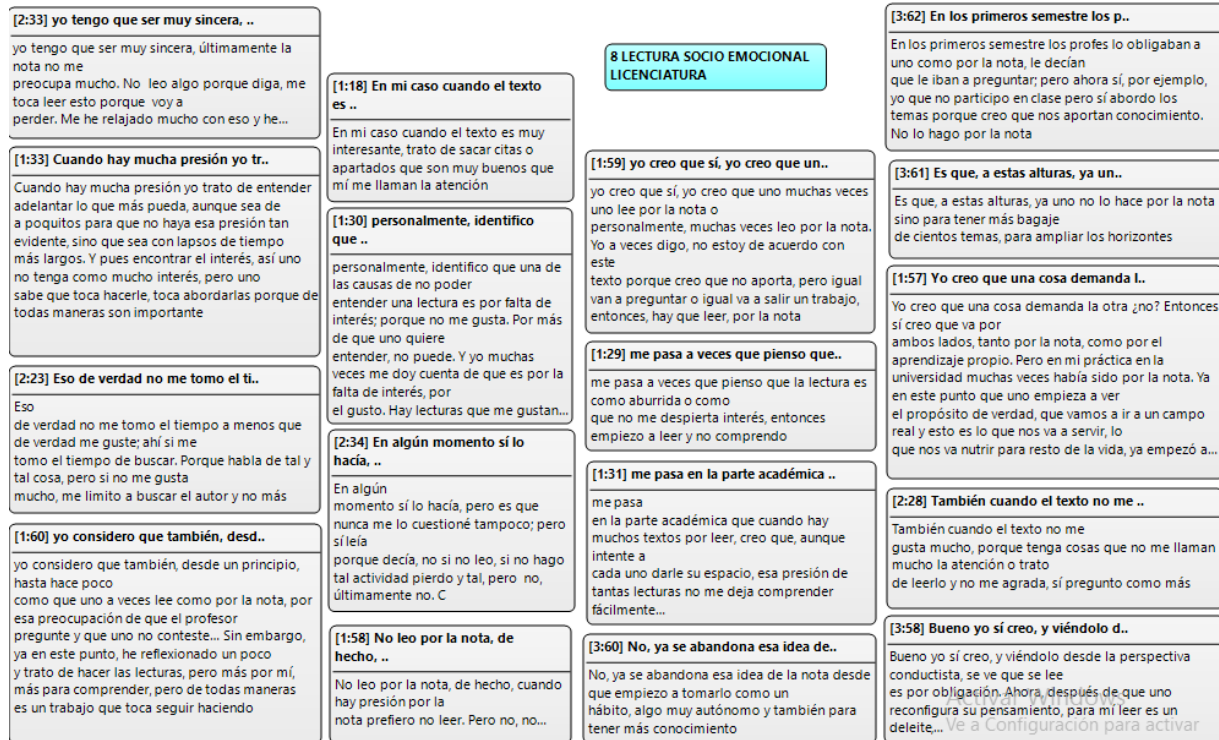 [2:33] yo tengo que ser muy sincera, ..
yo tengo que ser muy sincera, últimamente la
nota no me
preocupa mucho. No leo algo porque diga, me
toca leer esto porque voy a
perder. Me he relajado mucho con eso y he...
[1:33] Cuando hay mucha presión yo tr..
Cuando hay mucha presión yo trato de entender
adelantar lo que más pueda, aunque sea de
a poquitos para que no haya esa presión tan
evidente, sino que sea con lapsos de tiempo
más largos. Y pues encontrar el interés, así uno
no tenga como mucho interés, pero uno
sabe que toca hacerle, toca abordarlas porque de
todas maneras son importante
[2:23] Eso de verdad no me tomo el ti..
Eso
de verdad no me tomo el tiempo a menos que
de verdad me guste; ahí si me
tomo el tiempo de buscar. Porque habla de tal y
tal cosa, pero si no me gusta
mucho, me limito a buscar el autor y no más
[1:60] yo considero que también, desd..
yo considero que también, desde un principio,
hasta hace poco
como que uno a veces lee como por la nota, por
esa preocupación de que el profesor
pregunte y que uno no conteste... Sin embargo,
ya en este punto, he reflexionado un poco
y trato de hacer las lecturas, pero más por mí,
más para comprender, pero de todas maneras
es un trabajo que toca seguir haciendo
[1:18] En mi caso cuando el texto
es ..
En mi caso cuando el texto es muy
interesante, trato de sacar citas o
apartados que son muy buenos que
mí me llaman la atención
[1:30] personalmente, identifico
que ..
personalmente, identifico que una de
las causas de no poder
entender una lectura es por falta de
interés; porque no me gusta. Por más
de que uno quiere
entender, no puede. Y yo muchas
veces me doy cuenta de que es por la
falta de interés, por
el gusto. Hay lecturas que me gustan...
[2:34] En algún momento sí lo
hacía, ..
En algún
momento sí lo hacía, pero es que
nunca me lo cuestioné tampoco; pero
sí leía
porque decía, no si no leo, si no hago
tal actividad pierdo y tal, pero no,
últimamente no. C
[1:58] No leo por la nota, de
hecho, ..
No leo por la nota, de hecho, cuando
hay presión por la
nota prefiero no leer. Pero no, no...
8 LECTURA SOCIO EMOCIONAL
LICENCIATURA
[1:59] yo creo que sí, yo creo que un..
yo creo que sí, yo creo que uno muchas veces
uno lee por la nota o
personalmente, muchas veces leo por la nota.
Yo a veces digo, no estoy de acuerdo con
este
texto porque creo que no aporta, pero igual
van a preguntar o igual va a salir un trabajo,
entonces, hay que leer, por la nota
[1:29] me pasa a veces que pienso que..
me pasa a veces que pienso que la lectura es
como aburrida o como
que no me despierta interés, entonces
empiezo a leer y no comprendo
[1:31] me pasa en la parte académica ..
me pasa
en la parte académica que cuando hay
muchos textos por leer, creo que, aunque
intente a
cada uno darle su espacio, esa presión de
tantas lecturas no me deja comprender
fácilmente...
[3:60] No, ya se abandona esa idea de..
No, ya se abandona esa idea de la nota desde
que empiezo a tomarlo como un
hábito, algo muy autónomo y también para
tener más conocimiento
[3:62] En los primeros semestre los p..
En los primeros semestre los profes lo obligaban a
uno como por la nota, le decían
que le iban a preguntar; pero ahora sí, por ejemplo,
yo que no participo en clase pero sí abordo los
temas porque creo que nos aportan conocimiento.
No lo hago por la nota
[3:61] Es que, a estas alturas, ya un..
Es que, a estas alturas, ya uno no lo hace por la nota
sino para tener más bagaje
de cientos temas, para ampliar los horizontes
[1:57] Yo creo que una cosa demanda l..
Yo creo que una cosa demanda la otra ¿no? Entonces
sí creo que va por
ambos lados, tanto por la nota, como por el
aprendizaje propio. Pero en mi práctica en la
universidad muchas veces había sido por la nota. Ya
en este punto que uno empieza a ver
el propósito de verdad, que vamos a ir a un campo
real y esto es lo que nos va a servir, lo
que nos va nutrir para resto de la vida, ya empezó a...
[2:28] También cuando el texto no me ..
También cuando el texto no me
gusta mucho, porque tenga cosas que no me llaman
mucho la atención o trato
de leerlo y no me agrada, sí pregunto como más
[3:58] Bueno yo sí creo, y viéndolo d..
Bueno yo sí creo, y viéndolo desde la perspectiva
conductista, se ve que se lee
es por obligación. Ahora, después de que uno
reconfigura su pensamiento, para mí leer es un
deleite,...
Activar Windows
Ve a Configuración para activar